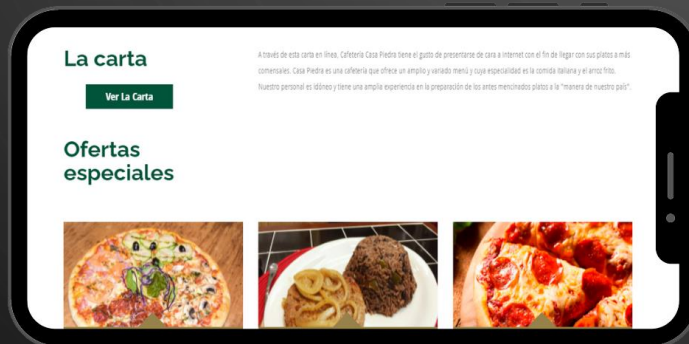 La carta
A través de esta carta en línea, Cafetería Casa Piedra tiene el gusto de presentarse de cara a internet con el fin de llegar con sus platos a más
comensales. Casa Piedra es una cafetería que ofrece un amplio y variado menú y cuya especialidad es la comida italiana y el arroz frito.
Nuestro personal es idóneo y tiene una amplia experiencia en la preparación de los antes mencinados platos a la "manera de nuestro país".
Ver La Carta
Ofertas
especiales